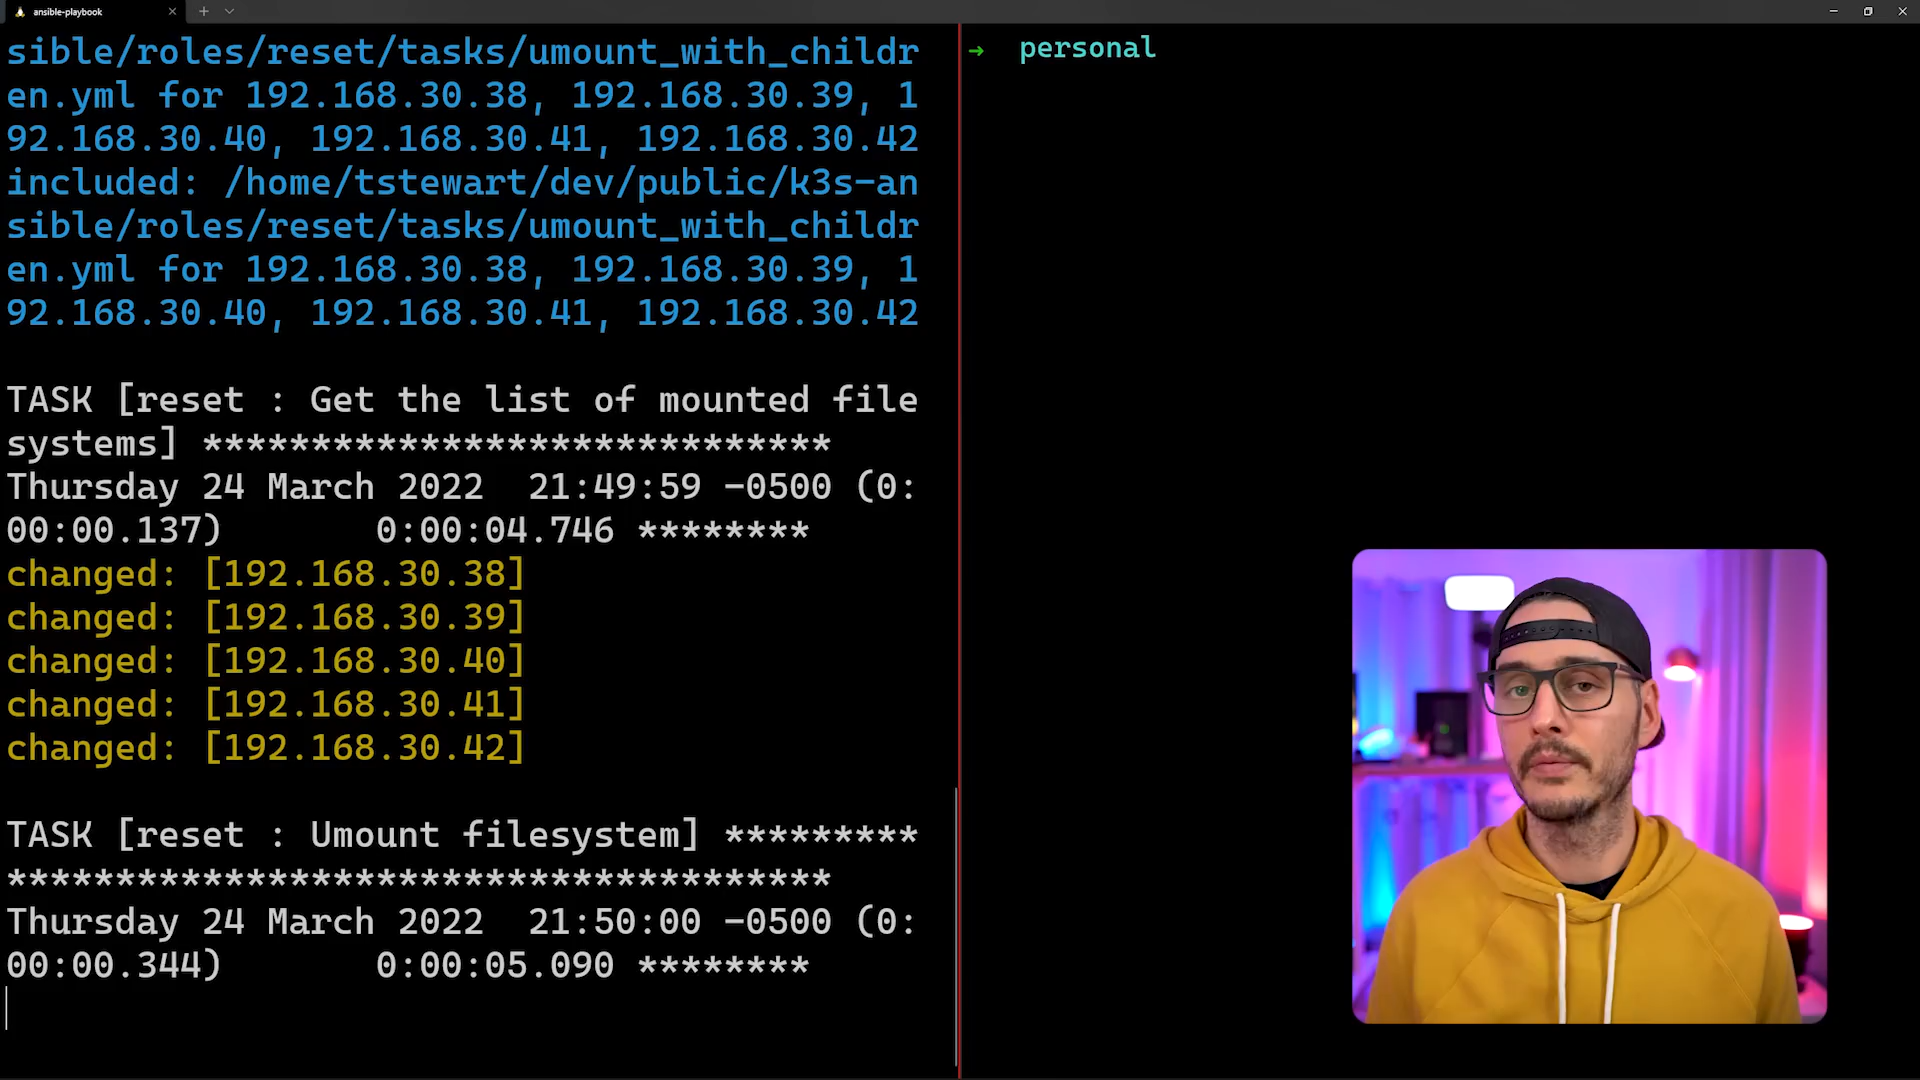 ansible-playbook
sible/roles/reset/tasks/umount_with_childr
en.yml for 192.168.30.38, 192.168.30.39, 1
92.168.30.40, 192.168.30.41, 192.168.30.42
included: /home/tstewart/dev/public/k3s-an
sible/roles/reset/tasks/umount_with_childr
en.yml for 192.168.30.38, 192.168.30.39, 1
92.168.30.40, 192.168.30.41, 192.168.30.42
TASK [reset : Get the list of mounted file
systems] *****************************
Thursday 24 March 2022  21:49:59 -0500 (0:
00:00.137)       0:00:04.746 ********
changed: [192.168.30.38]
changed: [192.168.30.39]
changed: [192.168.30.40]
changed: [192.168.30.41]
changed: [192.168.30.42]
TASK [reset : Umount filesystem] *********
**************************************
Thursday 24 March 2022  21:50:00 -0500 (0:
00:00.344)       0:00:05.090 ********
→  personal